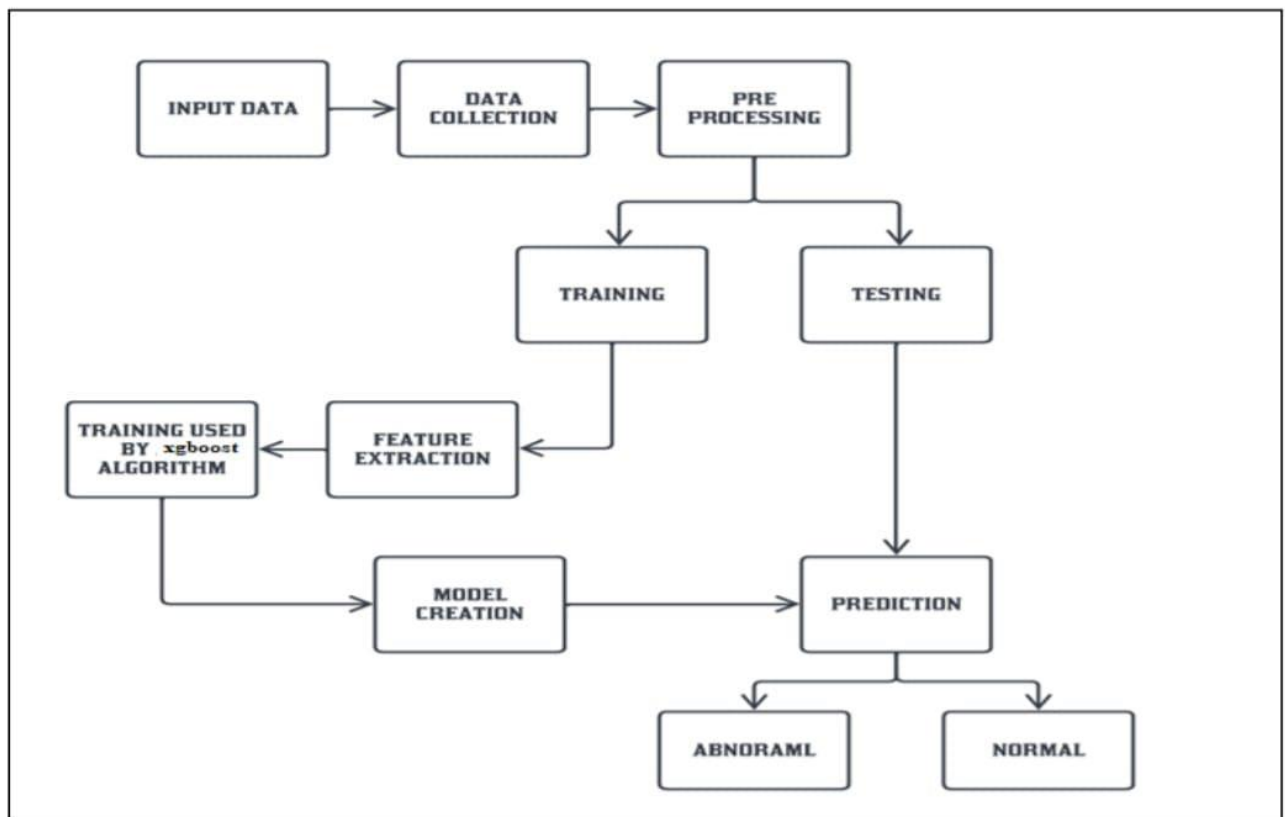 INPUT DATA
DATA
COLLECTION
PRE
PROCESSING
TRAINING
TESTING
TRAINING USED
BY xgboost
ALGORITHM
FEATURE
EXTRACTION
MODEL
CREATION
PREDICTION
ABNORAML
NORMAL